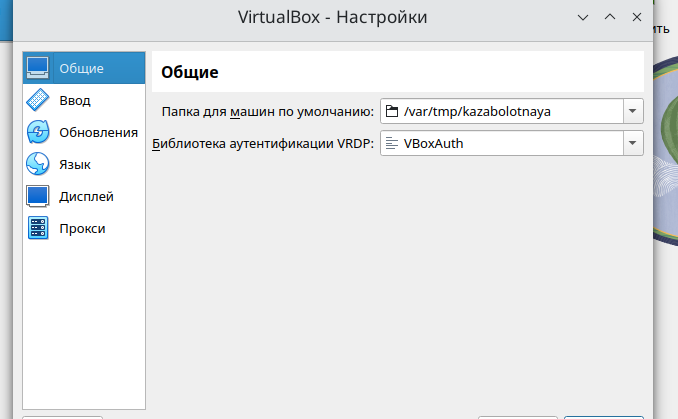 VirtualBox - Настройки
ить
Общие
Ввод
Обновления
Язык
Дисплей
Прокси
Общие
Папка для машин по умолчанию: /var/tmp/kazabolotnaya
Библиотека аутентификации VRDP: VBoxAuth